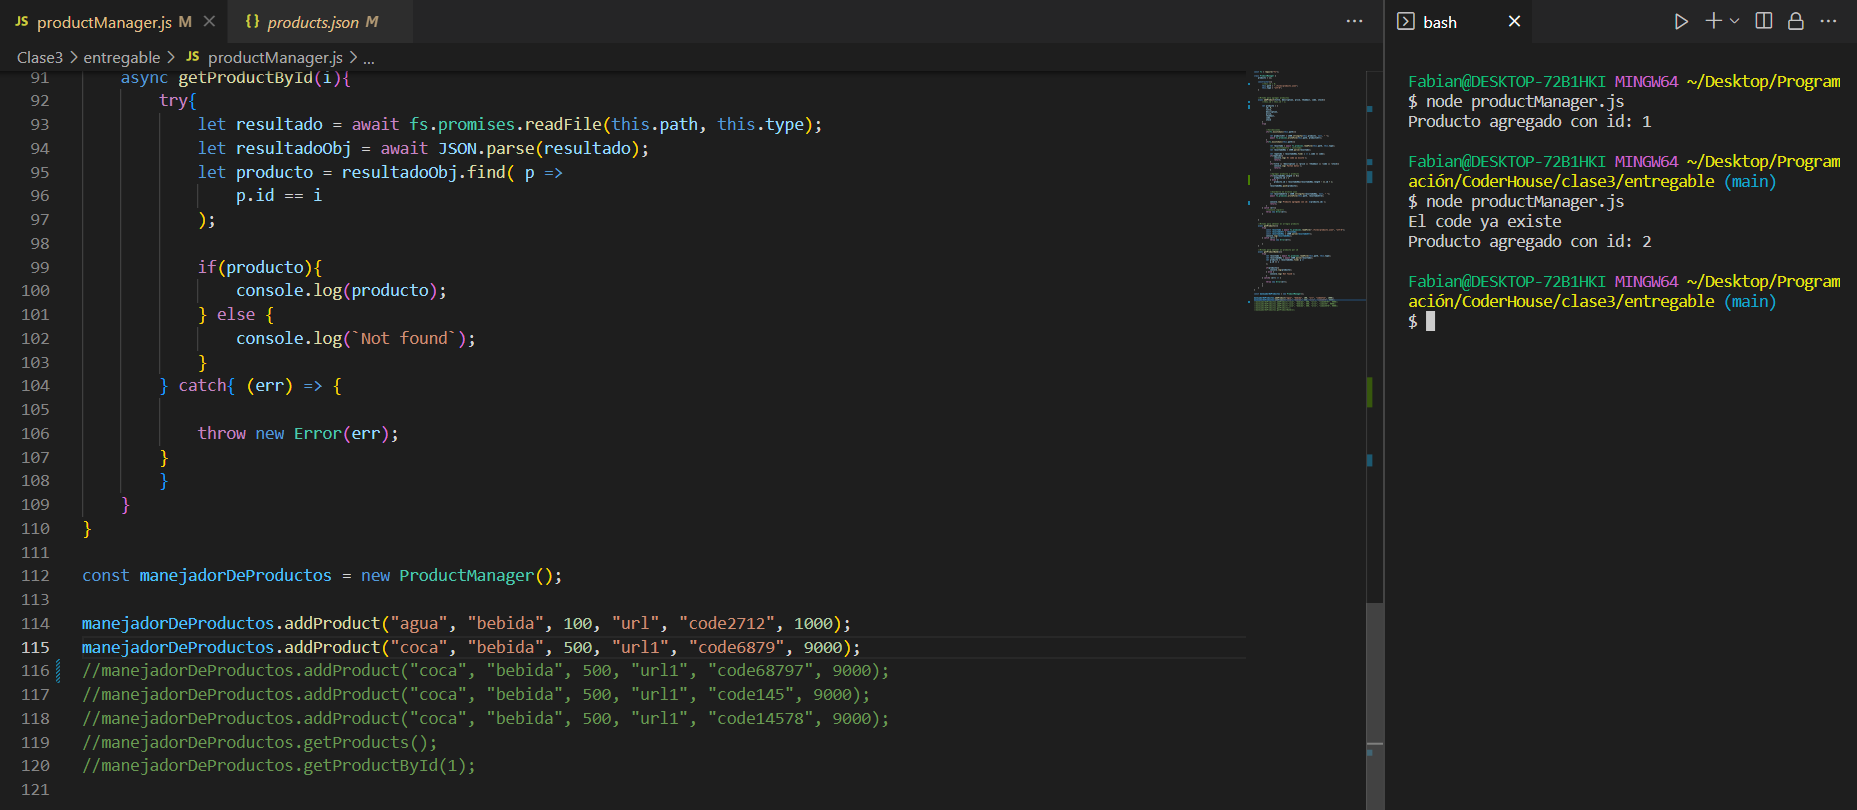 JS productManager.js M
{} products.json M
bash
Clase3 > entregable > JS productManager.js > ...
91 async getProductById(i){
92 try{
93 let resultado = await fs.promises.readFile(this.path, this.type);
94 let resultadoObj = await JSON.parse(resultado);
95 let producto = resultadoObj.find( p =>
96 p.id == i
97 );
98
99 if(producto){
100 console.log(producto);
101 } else {
102 console.log(`Not found`);
103 }
104 } catch{ (err) => {
105
106 throw new Error(err);
107 }
108 }
109 }
110 }
111
112 const manejadorDeProductos = new ProductManager();
113
114 manejadorDeProductos.addProduct("agua", "bebida", 100, "url", "code2712", 1000);
115 manejadorDeProductos.addProduct("coca", "bebida", 500, "url1", "code6879", 9000);
116 //manejadorDeProductos.addProduct("coca", "bebida", 500, "url1", "code68797", 9000);
117 //manejadorDeProductos.addProduct("coca", "bebida", 500, "url1", "code145", 9000);
118 //manejadorDeProductos.addProduct("coca", "bebida", 500, "url1", "code14578", 9000);
119 //manejadorDeProductos.getProducts();
120 //manejadorDeProductos.getProductById(1);
121
Fabian@DESKTOP-72B1HKI MINGW64 ~/Desktop/Program
$ node productManager.js
Producto agregado con id: 1
Fabian@DESKTOP-72B1HKI MINGW64 ~/Desktop/Program
ación/CoderHouse/clase3/entregable (main)
$ node productManager.js
El code ya existe
Producto agregado con id: 2
Fabian@DESKTOP-72B1HKI MINGW64 ~/Desktop/Program
ación/CoderHouse/clase3/entregable (main)
$